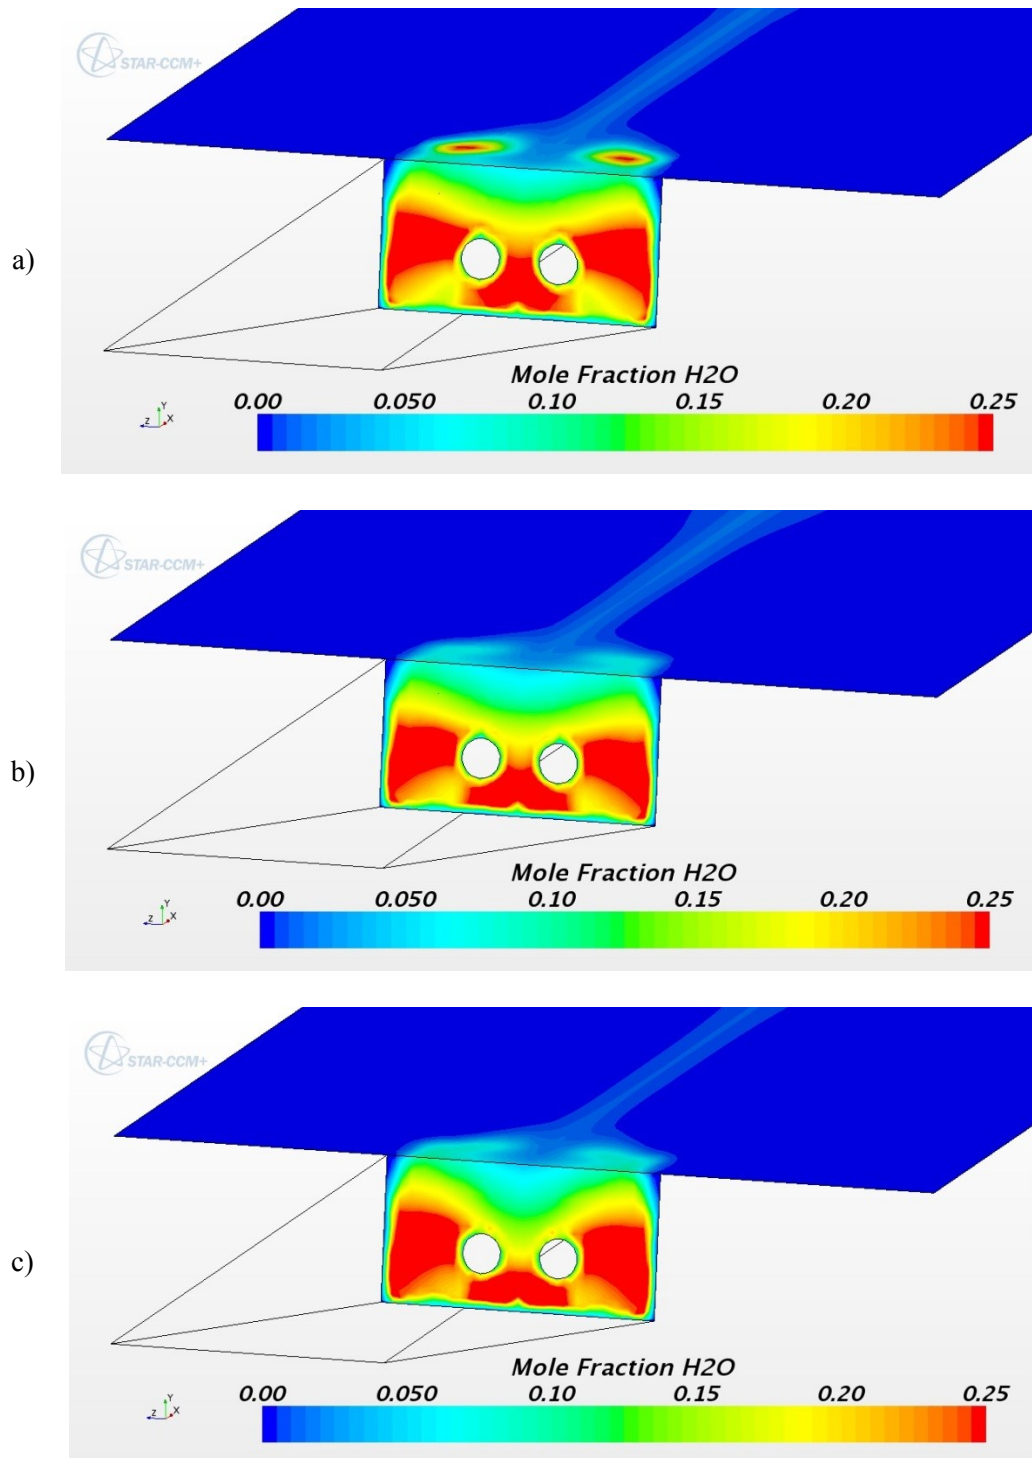 STAR-CCM+
a)
Mole Fraction H2O
0.00 0.050 0.10 0.15 0.20 0.25
Y
Z X
STAR-CCM+
b)
Mole Fraction H2O
0.00 0.050 0.10 0.15 0.20 0.25
Y
Z X
STAR-CCM+
c)
Mole Fraction H2O
0.00 0.050 0.10 0.15 0.20 0.25
Y
Z X